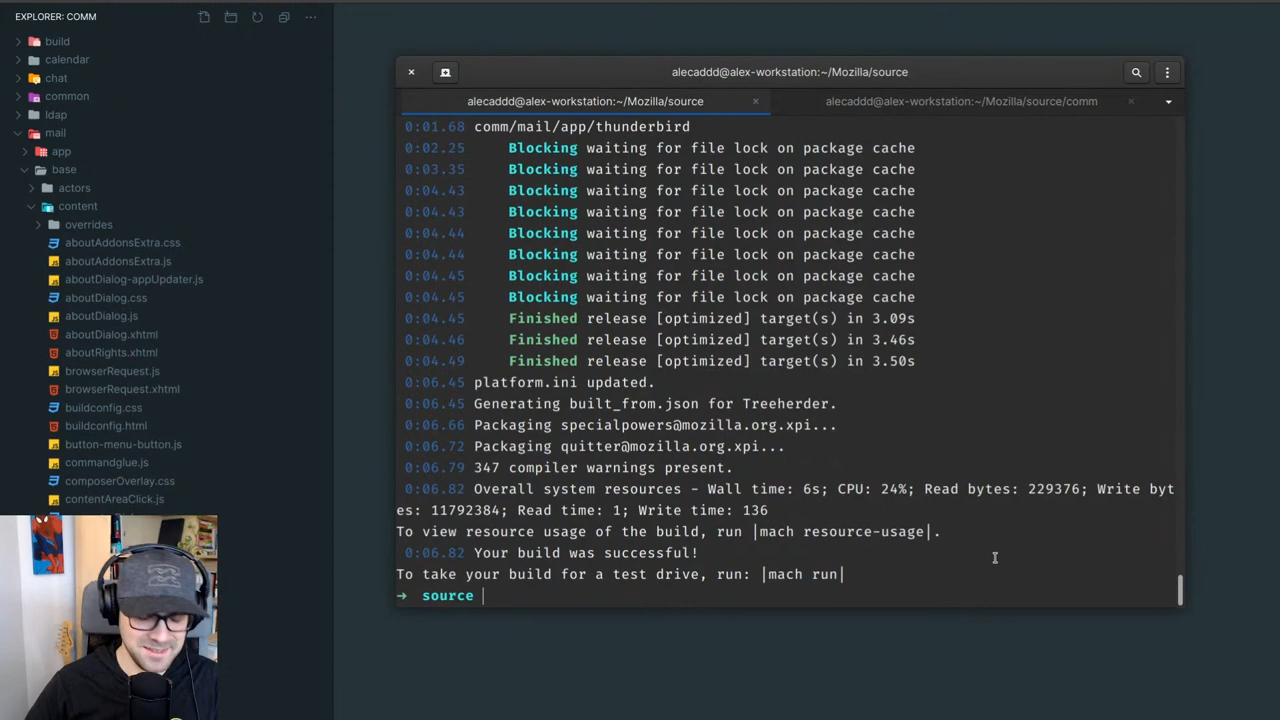 EXPLORER: COMM
build
calendar
chat
common
ldap
mail
app
base
actors
content
overrides
aboutAddonsExtra.css
aboutAddonsExtra.js
aboutDialog-appUpdater.js
aboutDialog.css
aboutDialog.js
aboutDialog.xhtml
aboutRights.xhtml
browserRequest.js
browserRequest.xhtml
buildconfig.css
buildconfig.html
button-menu-button.js
commandglue.js
composerOverlay.css
contentAreaClick.js
alecaddd@alex-workstation:~/Mozilla/source
alecaddd@alex-workstation:~/Mozilla/source
alecaddd@alex-workstation:~/Mozilla/source/comm
0:01.68 comm/mail/app/thunderbird
0:02.25 Blocking waiting for file lock on package cache
0:03.35 Blocking waiting for file lock on package cache
0:04.43 Blocking waiting for file lock on package cache
0:04.43 Blocking waiting for file lock on package cache
0:04.44 Blocking waiting for file lock on package cache
0:04.44 Blocking waiting for file lock on package cache
0:04.45 Blocking waiting for file lock on package cache
0:04.45 Blocking waiting for file lock on package cache
0:04.45 Finished release [optimized] target(s) in 3.09s
0:04.46 Finished release [optimized] target(s) in 3.46s
0:04.49 Finished release [optimized] target(s) in 3.50s
0:06.45 platform.ini updated.
0:06.45 Generating built_from.json for Treeherder.
0:06.66 Packaging specialpowers@mozilla.org.xpi...
0:06.72 Packaging quitter@mozilla.org.xpi...
0:06.79 347 compiler warnings present.
0:06.82 Overall system resources - Wall time: 6s; CPU: 24%; Read bytes: 229376; Write byt
es: 11792384; Read time: 1; Write time: 136
To view resource usage of the build, run |mach resource-usage|.
0:06.82 Your build was successful!
To take your build for a test drive, run: |mach run|
→ source